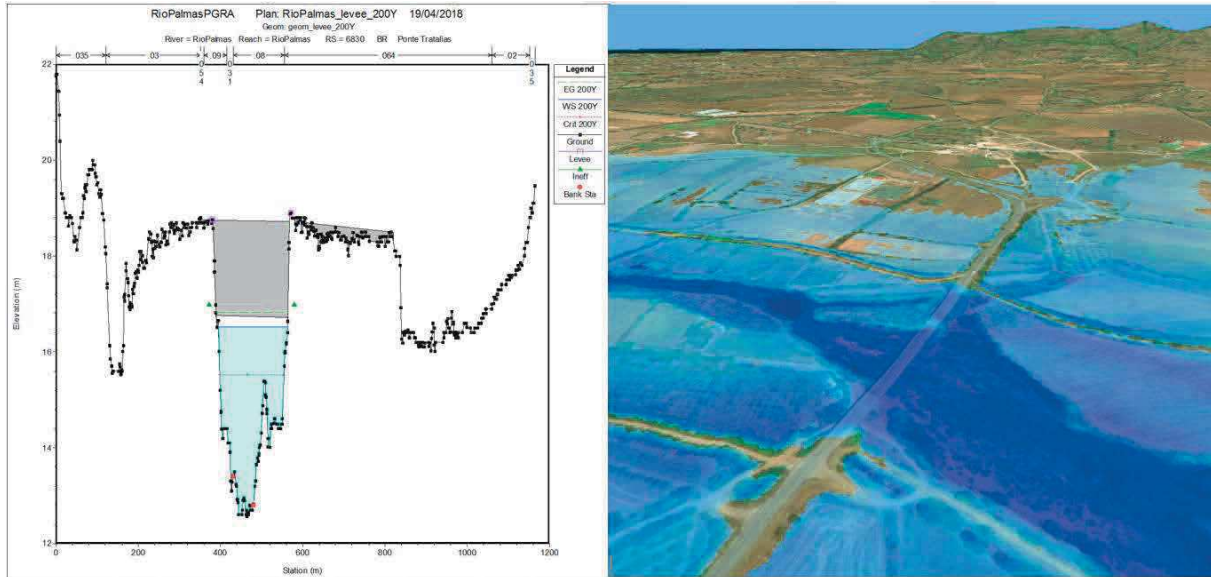 RioPalmasPGRA Plan: RioPalmas_levee_200Y 19/04/2018
Geom: geom_levee_200Y
River = RioPalmas Reach = RioPalmas RS = 6830 BR Ponte Tratalias
.035 .03 .09 .08 .064 .02
Legend
EG 200Y
WS 200Y
Crit 200Y
Ground
Levee
Ineff
Bank Sta
22
20
18
16
14
12
0 200 400 600 800 1000 1200
Elevation (m)
Station (m)